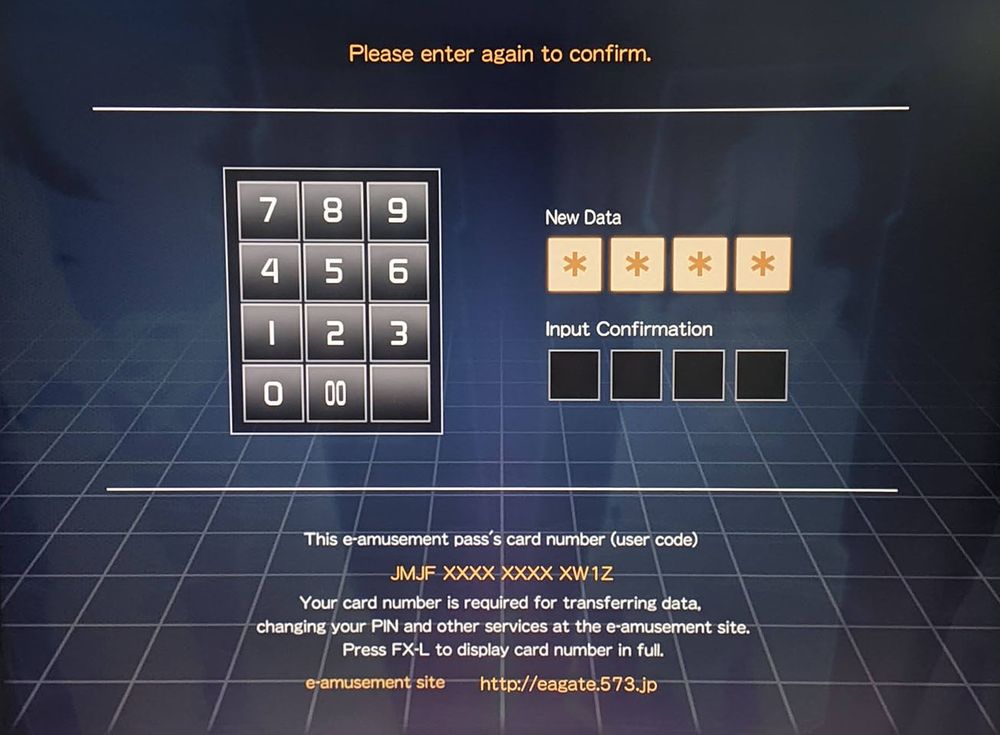 Please enter again to confirm.
7 8 9
4 5 6
1 2 3
0 00
New Data
* * * *
Input Confirmation
This e-amusement pass's card number (user code)
JMJF XXXX XXXX XW1Z
Your card number is required for transferring data,
changing your PIN and other services at the e-amusement site.
Press FX-L to display card number in full.
e-amusement site http://eagate.573.jp